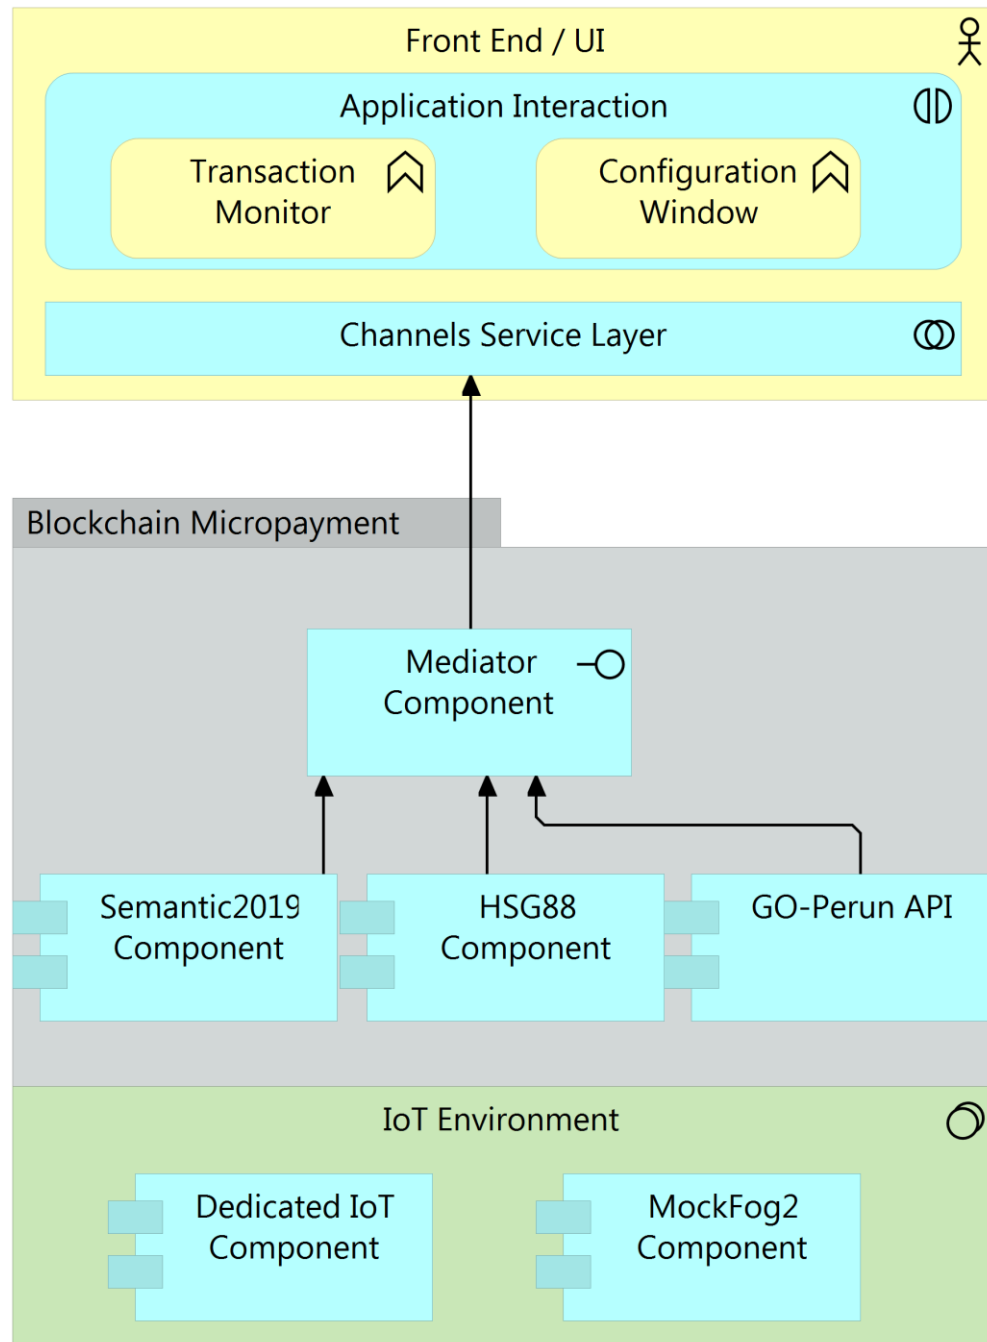 Front End / UI
Application Interaction
Transaction
Monitor
Configuration
Window
Channels Service Layer
Blockchain Micropayment
Mediator
Component
Semantic2019
Component
HSG88
Component
GO-Perun API
IoT Environment
Dedicated IoT
Component
MockFog2
Component